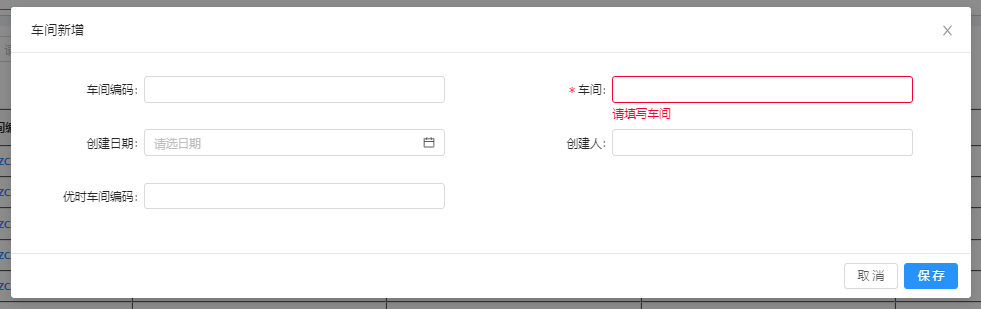 车间新增
车间编码:
* 车间:
请填写车间
创建日期: 请选日期
创建人:
优时车间编码:
取消 保存